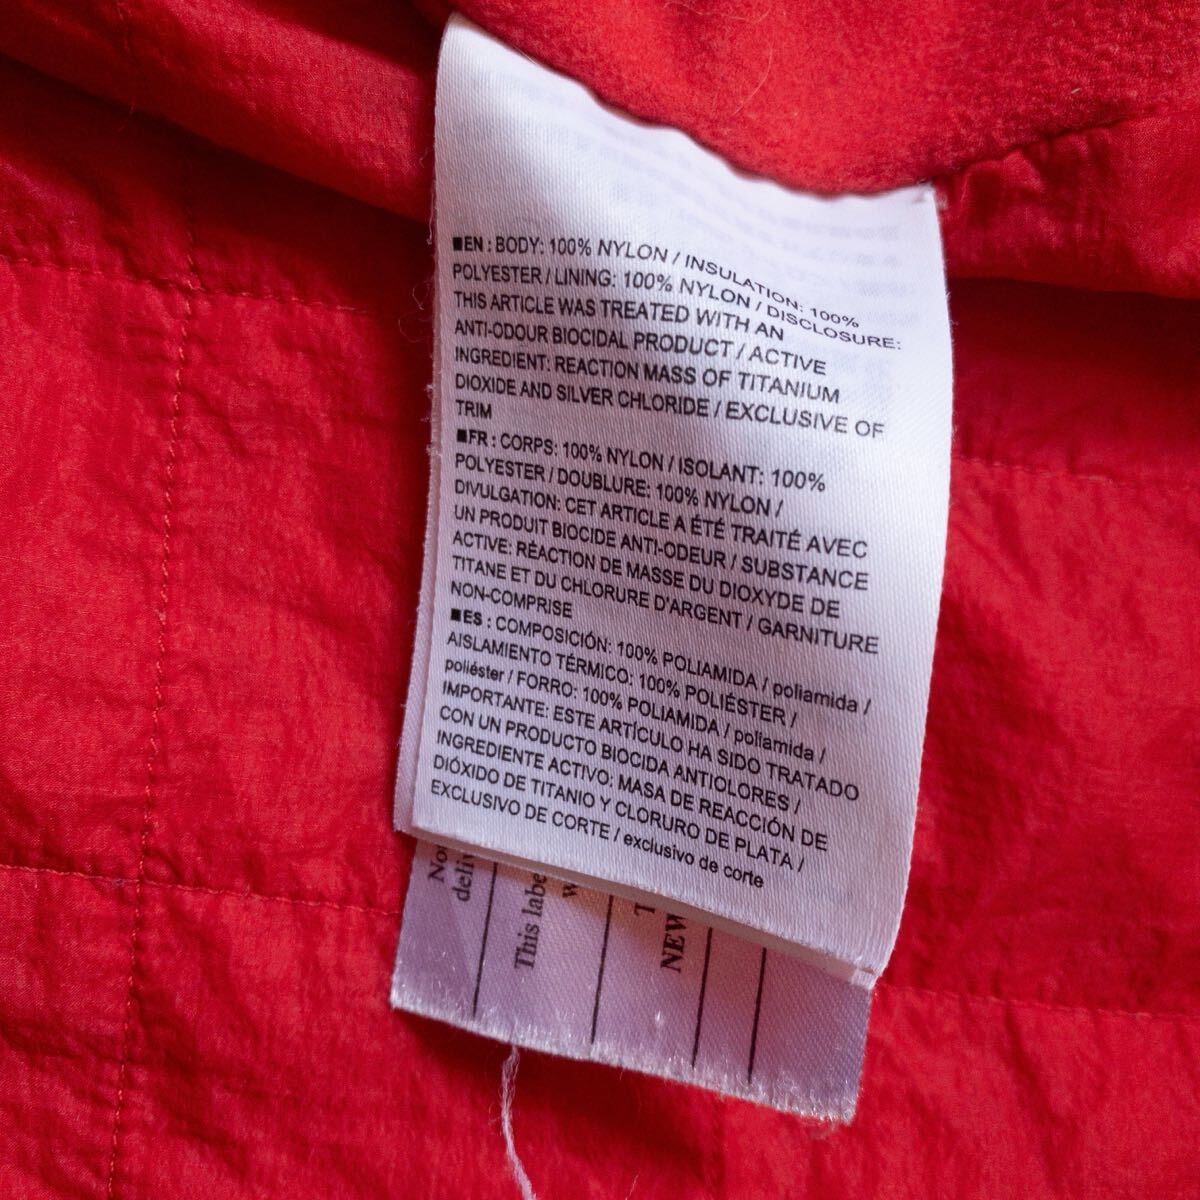 ■EN : BODY: 100% NYLON / INSULATION: 100%
POLYESTER / LINING: 100% NYLON / DISCLOSURE:
THIS ARTICLE WAS TREATED WITH AN
ANTI-ODOUR BIOCIDAL PRODUCT / ACTIVE
INGREDIENT: REACTION MASS OF TITANIUM
DIOXIDE AND SILVER CHLORIDE / EXCLUSIVE OF
TRIM
■FR : CORPS: 100% NYLON / ISOLANT: 100%
POLYESTER / DOUBLURE: 100% NYLON /
DIVULGATION: CET ARTICLE A ÉTÉ TRAITÉ AVEC
UN PRODUIT BIOCIDE ANTI-ODEUR / SUBSTANCE
ACTIVE: RÉACTION DE MASSE DU DIOXYDE DE
TITANE ET DU CHLORURE D'ARGENT / GARNITURE
NON-COMPRISE
■ES : COMPOSICIÓN: 100% POLIAMIDA / poliamida /
AISLAMIENTO TÉRMICO: 100% POLIÉSTER /
poliéster / FORRO: 100% POLIAMIDA / poliamida /
IMPORTANTE: ESTE ARTÍCULO HA SIDO TRATADO
CON UN PRODUCTO BIOCIDA ANTIOLORES /
INGREDIENTE ACTIVO: MASA DE REACCIÓN DE
DIÓXIDO DE TITANIO Y CLORURO DE PLATA /
EXCLUSIVO DE CORTE / exclusivo de corte
This
NEW